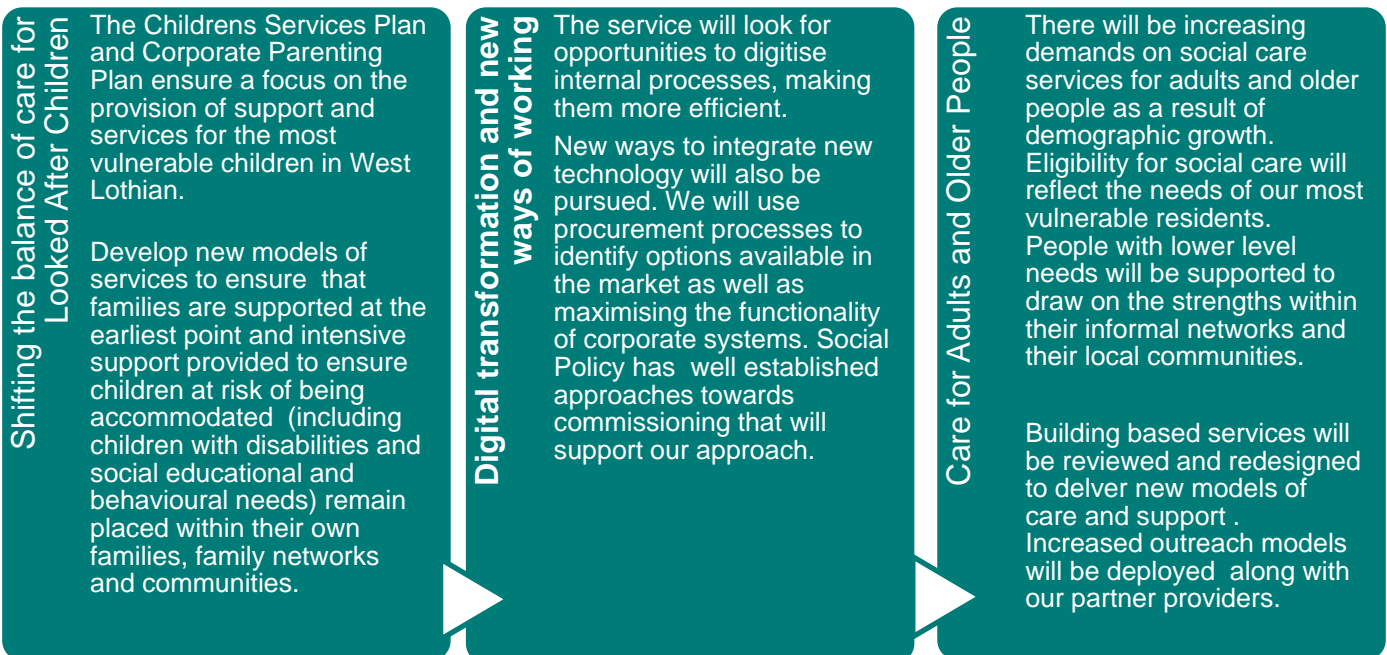 Shifting the balance of care for
Looked After Children
The Childrens Services Plan
and Corporate Parenting
Plan ensure a focus on the
provision of support and
services for the most
vulnerable children in West
Lothian.
Develop new models of
services to ensure that
families are supported at the
earliest point and intensive
support provided to ensure
children at risk of being
accommodated (including
children with disabilities and
social educational and
behavioural needs) remain
placed within their own
families, family networks
and communities.
Digital transformation and new
ways of working
The service will look for
opportunities to digitise
internal processes, making
them more efficient.
New ways to integrate new
technology will also be
pursued. We will use
procurement processes to
identify options available in
the market as well as
maximising the functionality
of corporate systems. Social
Policy has well established
approaches towards
commissioning that will
support our approach.
Care for Adults and Older People
There will be increasing
demands on social care
services for adults and older
people as a result of
demographic growth.
Eligibility for social care will
reflect the needs of our most
vulnerable residents.
People with lower level
needs will be supported to
draw on the strengths within
their informal networks and
their local communities.
Building based services will
be reviewed and redesigned
to delver new models of
care and support .
Increased outreach models
will be deployed along with
our partner providers.